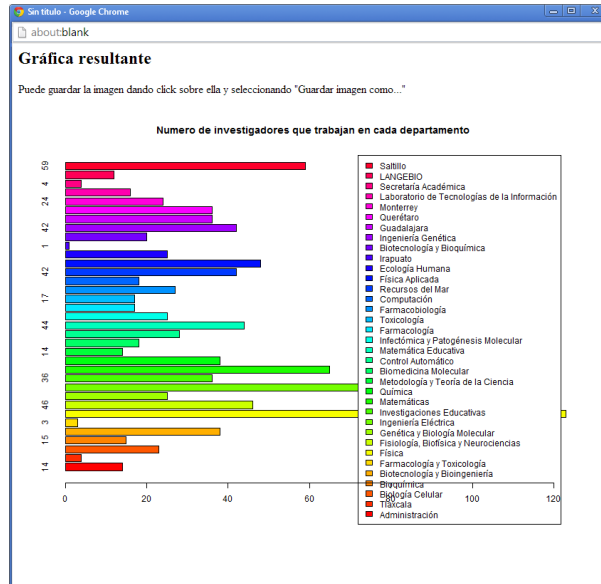 Sin título - Google Chrome
about:blank
Gráfica resultante
Puede guardar la imagen dando click sobre ella y seleccionando "Guardar imagen como..."
Numero de investigadores que trabajan en cada departamento
59
4
24
42
1
42
17
44
14
36
46
3
15
14
Saltillo
LANGEBIO
Secretaría Académica
Laboratorio de Tecnologías de la Información
Monterrey
Querétaro
Guadalajara
Ingeniería Genética
Biotecnología y Bioquímica
Irapuato
Ecología Humana
Física Aplicada
Recursos del Mar
Computación
Farmacobiología
Toxicología
Farmacología
Infectómica y Patogénesis Molecular
Matemática Educativa
Control Automático
Biomedicina Molecular
Metodología y Teoría de la Ciencia
Química
Matemáticas
Investigaciones Educativas
Ingeniería Eléctrica
Genética y Biología Molecular
Fisiología, Biofísica y Neurociencias
Física
Farmacología y Toxicología
Biotecnología y Bioingeniería
Bioquímica
Biología Celular
Tlaxcala
Administración
0 20 40 60 80 100 120